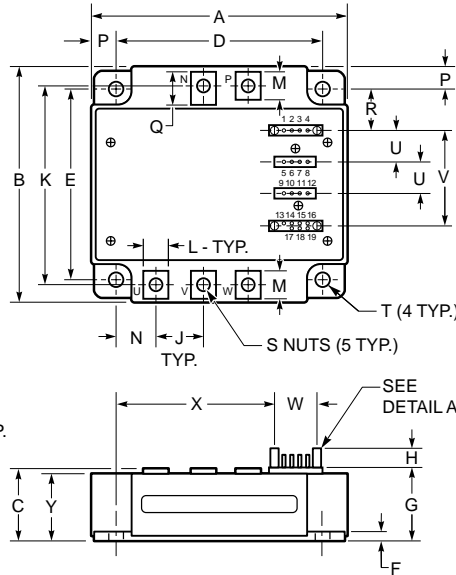 A
P
D
P
N
P
M
Q
R
1 2 3 4
U
V
B
K
E
5 6 7 8
U
9 10 11 12
13 14 15 16
17 18 19
L - TYP.
U
V
W
M
T (4 TYP.)
N
J
TYP.
S NUTS (5 TYP.)
X
W
SEE
DETAIL A
P.
H
C
Y
G
F